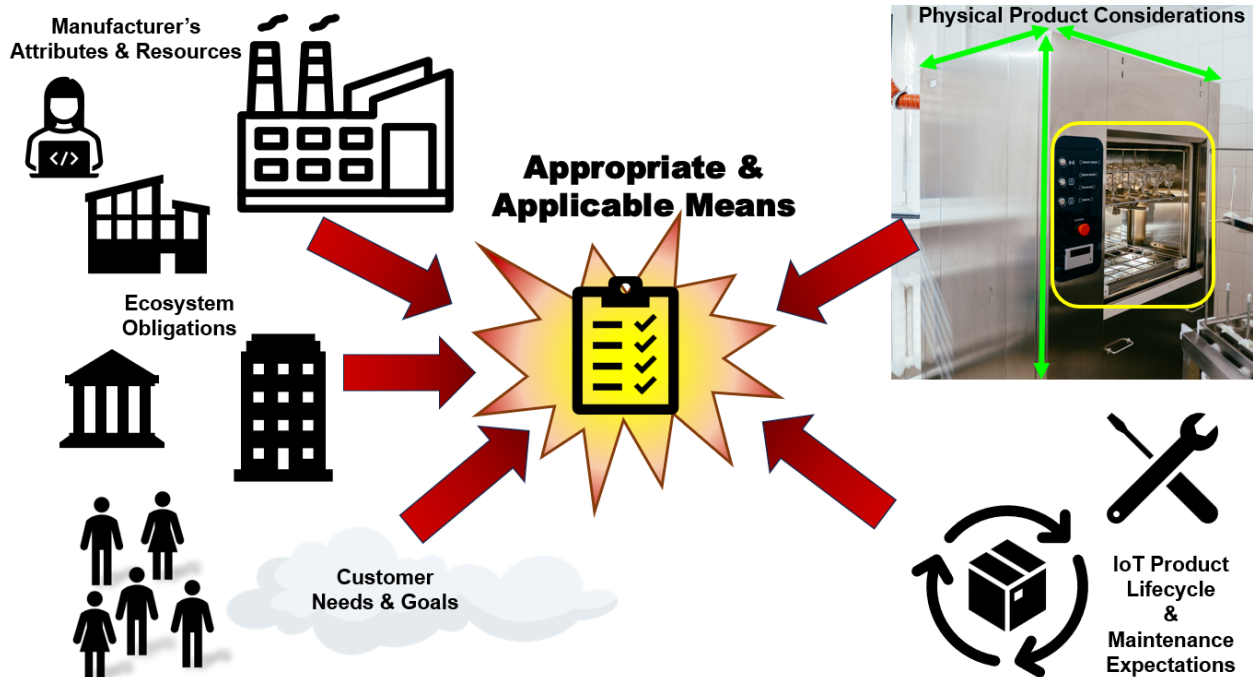 Manufacturer's
Attributes & Resources
</>
Physical Product Considerations
Appropriate &
Applicable Means
Ecosystem
Obligations
Customer
Needs & Goals
IoT Product
Lifecycle
&
Maintenance
Expectations